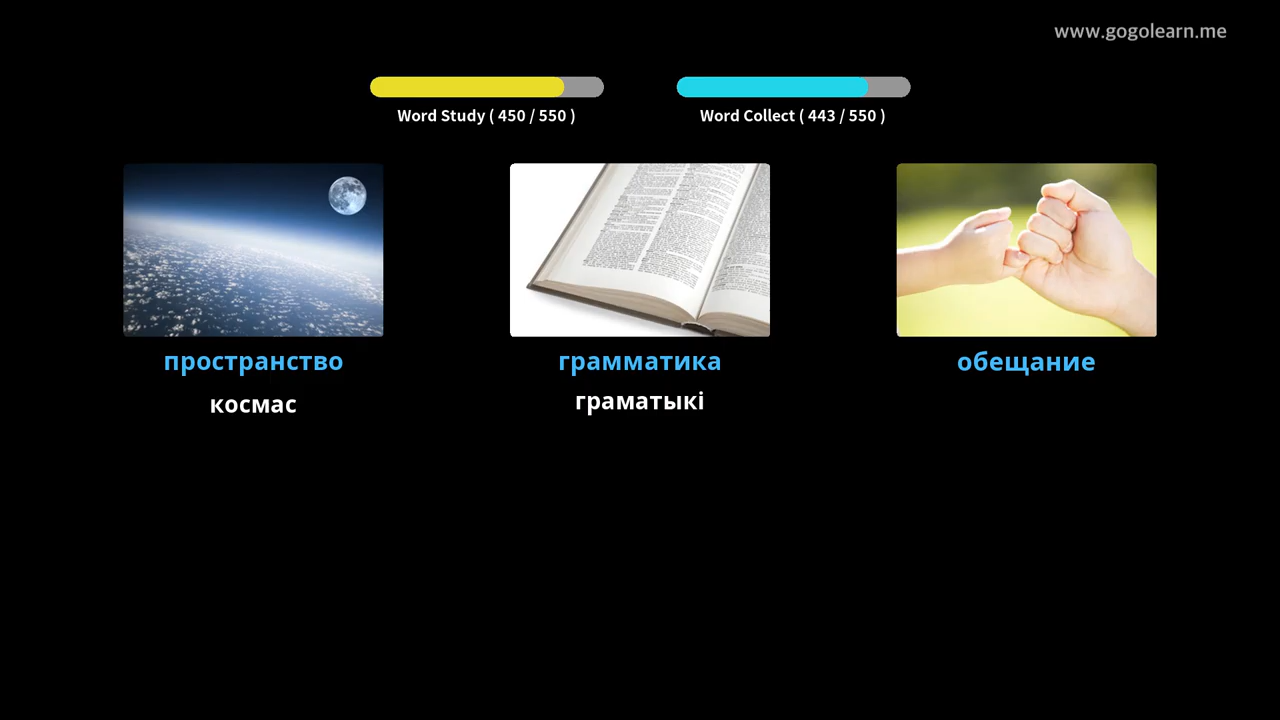 www.gogolearn.me
Word Study ( 450 / 550 )
Word Collect ( 443 / 550 )
пространство
грамматика
обещание
космас
граматыкі